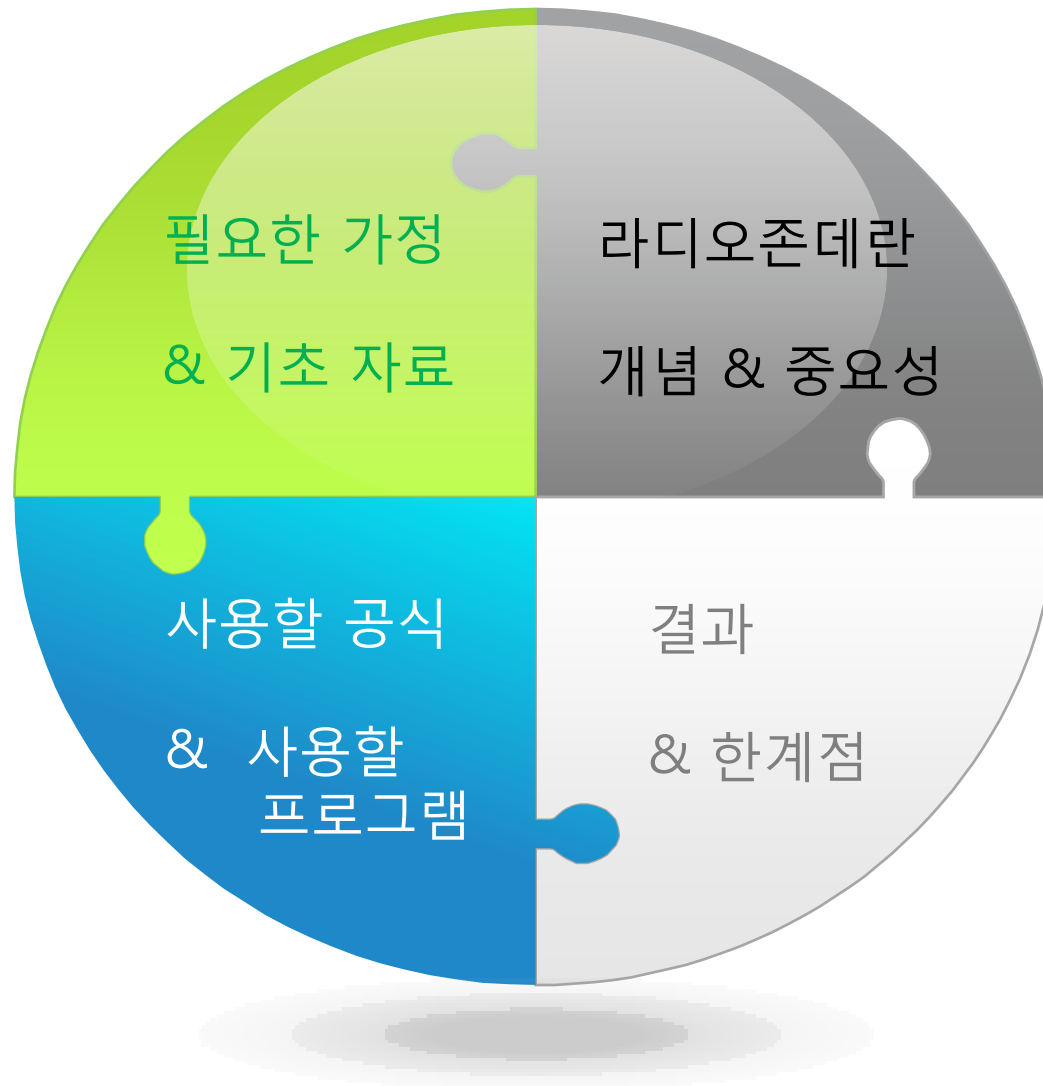 필요한 가정
& 기초 자료
라디오존데란
개념 & 중요성
사용할 공식
& 사용할
프로그램
결과
& 한계점